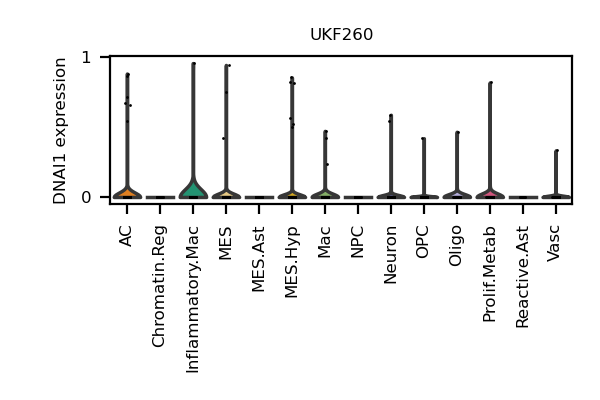 UKF260
DNAI1 expression
1
0
AC
Chromatin.Reg
Inflammatory.Mac
MES
MES.Ast
MES.Hyp
Mac
NPC
Neuron
OPC
Oligo
Prolif.Metab
Reactive.Ast
Vasc